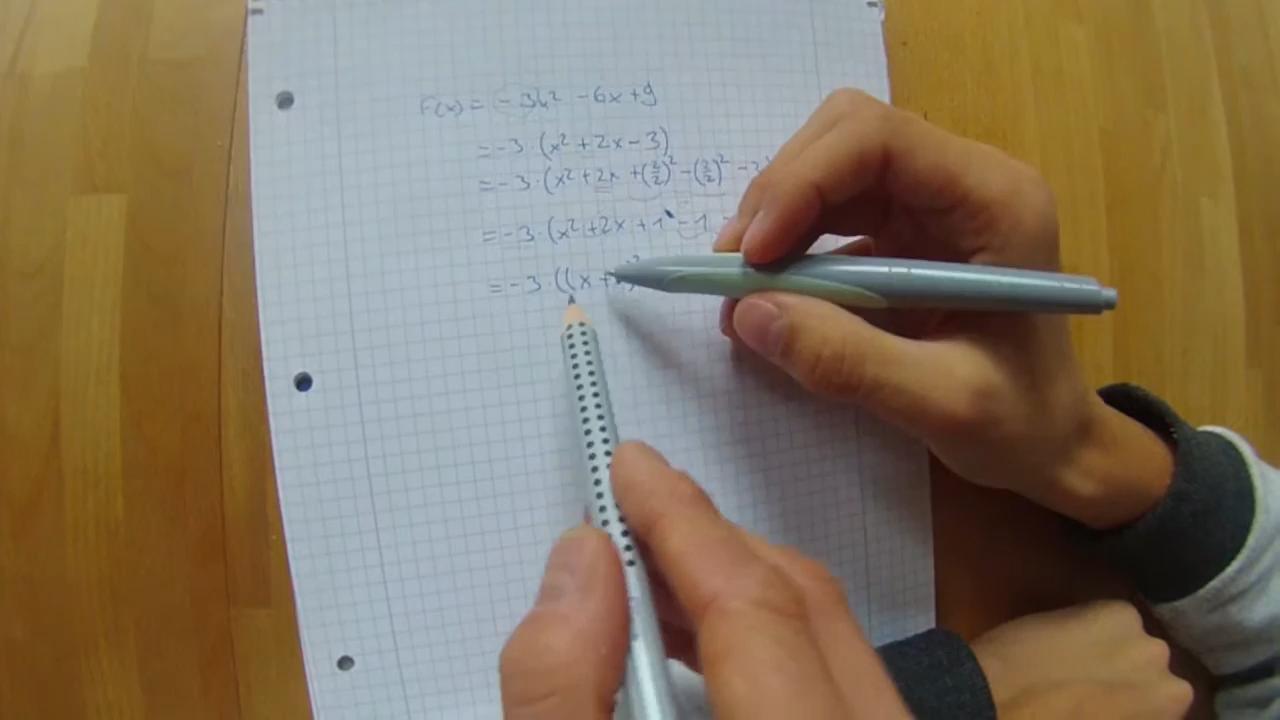 F(x) = -3x² - 6x + 9
= -3 · (x² + 2x - 3)
= -3 · (x² + 2x + (2/2)² - (2/2)² - 3)
= -3 · (x² + 2x + 1 - 1 -
= -3 · ((x +